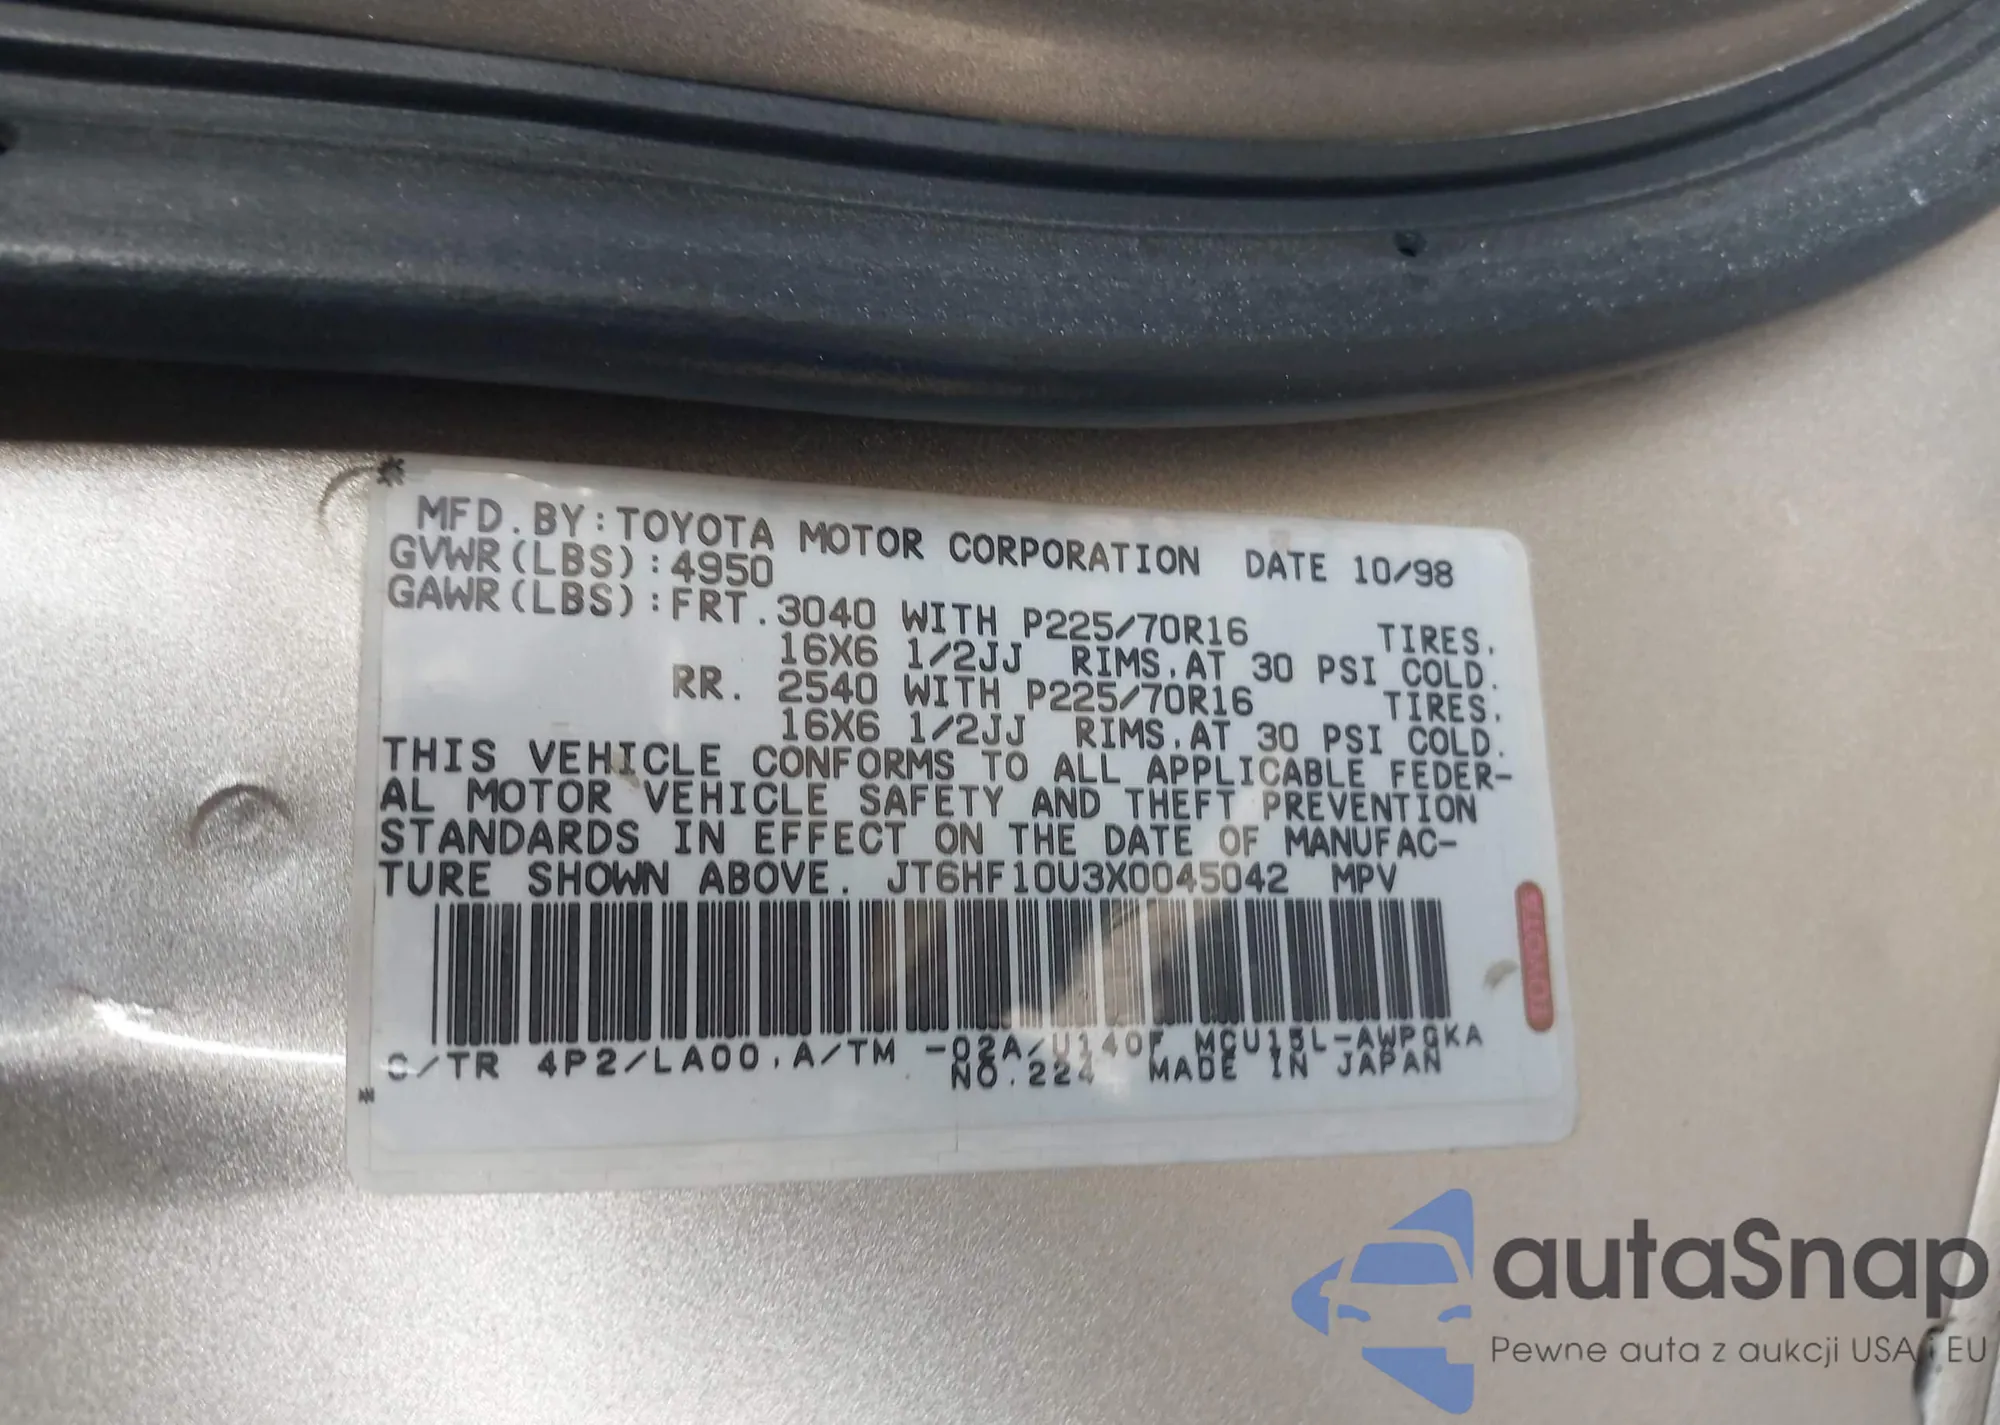 MFD. BY: TOYOTA MOTOR CORPORATION DATE 10/98
GVWR(LBS):4950
GAWR(LBS):FRT. 3040 WITH P225/70R16 TIRES.
16X6 1/2JJ RIMS.AT 30 PSI COLD.
RR. 2540 WITH P225/70R16 TIRES.
16X6 1/2JJ RIMS.AT 30 PSI COLD.
THIS VEHICLE CONFORMS TO ALL APPLICABLE FEDER-
AL MOTOR VEHICLE SAFETY AND THEFT PREVENTION
STANDARDS IN EFFECT ON THE DATE OF MANUFAC-
TURE SHOWN ABOVE. JT6HF10U3X0045042 MPV
TOYOTA
C/TR 4P2/LA00,A/TM -02A/U140F MCU15L-AWPGKA
NO.224 MADE IN JAPAN
autaSnap
Pewne auta z aukcji USA i EU